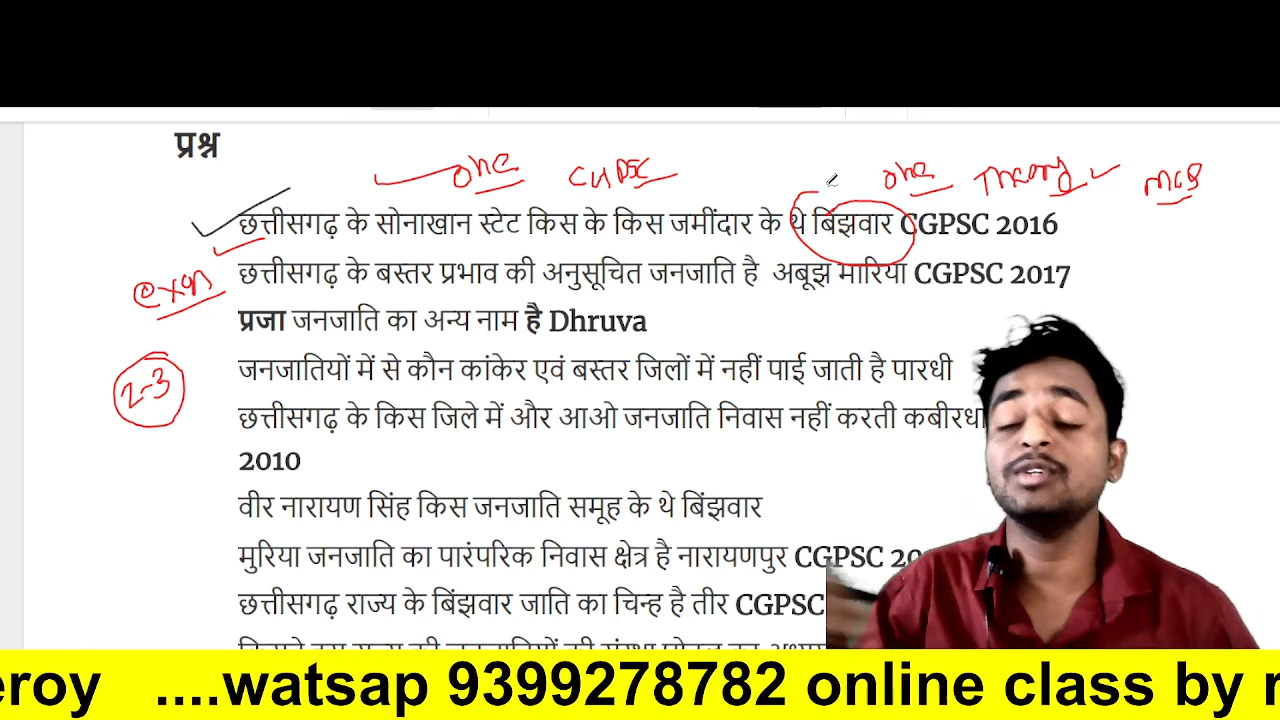 प्रश्न
one CGPSC one Theory MCQ
छत्तीसगढ़ के सोनाखान स्टेट किस के किस जमींदार के थे बिंझवार CGPSC 2016
exam
छत्तीसगढ़ के बस्तर प्रभाव की अनुसूचित जनजाति है अबूझ मारिया CGPSC 2017
प्रजा जनजाति का अन्य नाम है Dhruva
2-3
जनजातियों में से कौन कांकेर एवं बस्तर जिलों में नहीं पाई जाती है पारधी
छत्तीसगढ़ के किस जिले में और आओ जनजाति निवास नहीं करती
2010
वीर नारायण सिंह किस जनजाति समूह के थे बिंझवार
मुरिया जनजाति का पारंपरिक निवास क्षेत्र है नारायणपुर CGPSC
छत्तीसगढ़ राज्य के बिंझवार जाति का चिन्ह है तीर CGPSC
eroy ....watsap 9399278782 online class by r